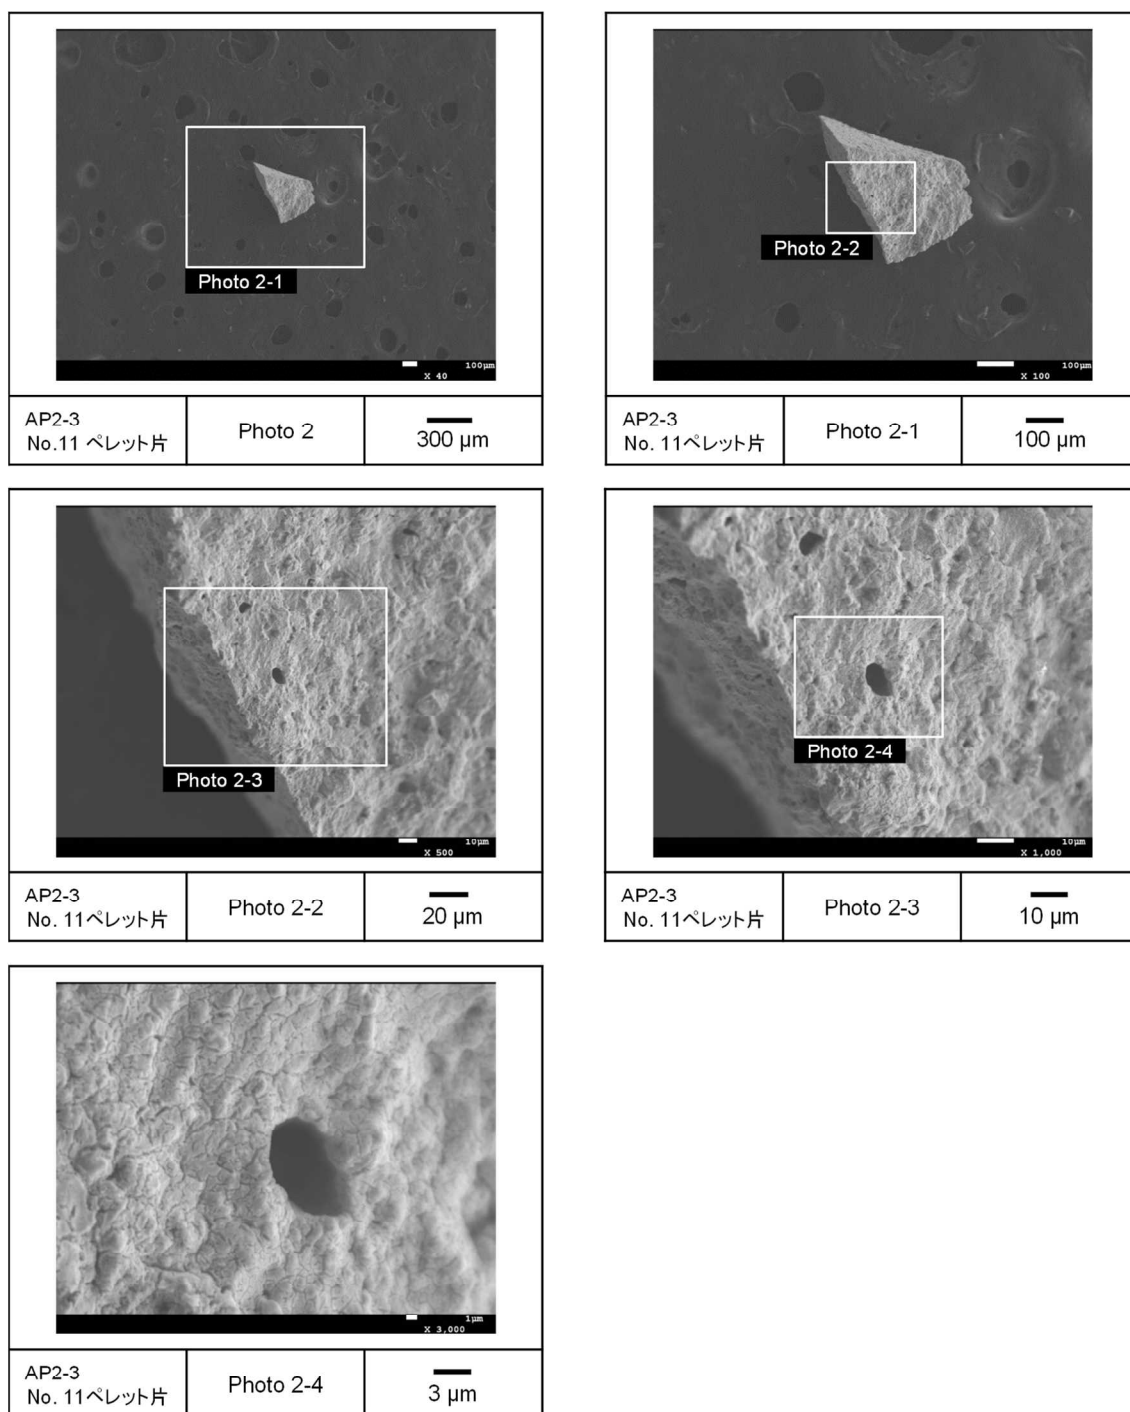 Photo 2-1
100µm
X 40
AP2-3
No.11 ペレット片
Photo 2
300 µm
Photo 2-2
100µm
X 100
AP2-3
No. 11ペレット片
Photo 2-1
100 µm
Photo 2-3
10µm
X 500
AP2-3
No. 11ペレット片
Photo 2-2
20 µm
Photo 2-4
10µm
X 1,000
AP2-3
No. 11ペレット片
Photo 2-3
10 µm
1µm
X 3,000
AP2-3
No. 11ペレット片
Photo 2-4
3 µm